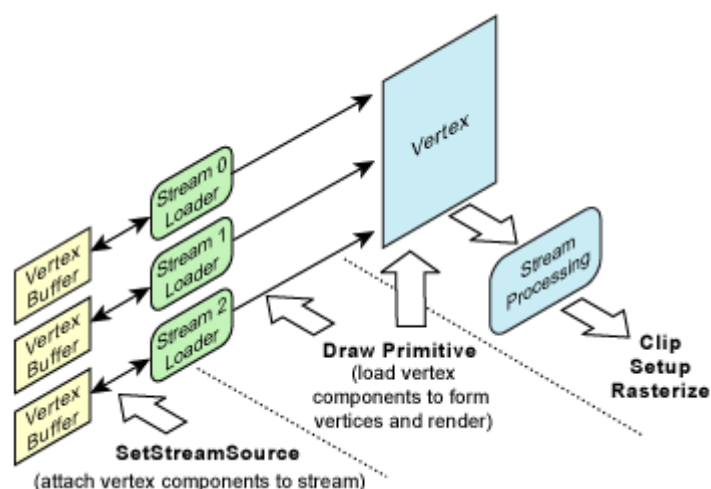 Vertex
Stream 0
Loader
Stream 1
Loader
Stream 2
Loader
Vertex
Buffer
Vertex
Buffer
Vertex
Buffer
Stream
Processing
Draw Primitive
(load vertex
components to form
vertices and render)
Clip
Setup
Rasterize
SetStreamSource
(attach vertex components to stream)